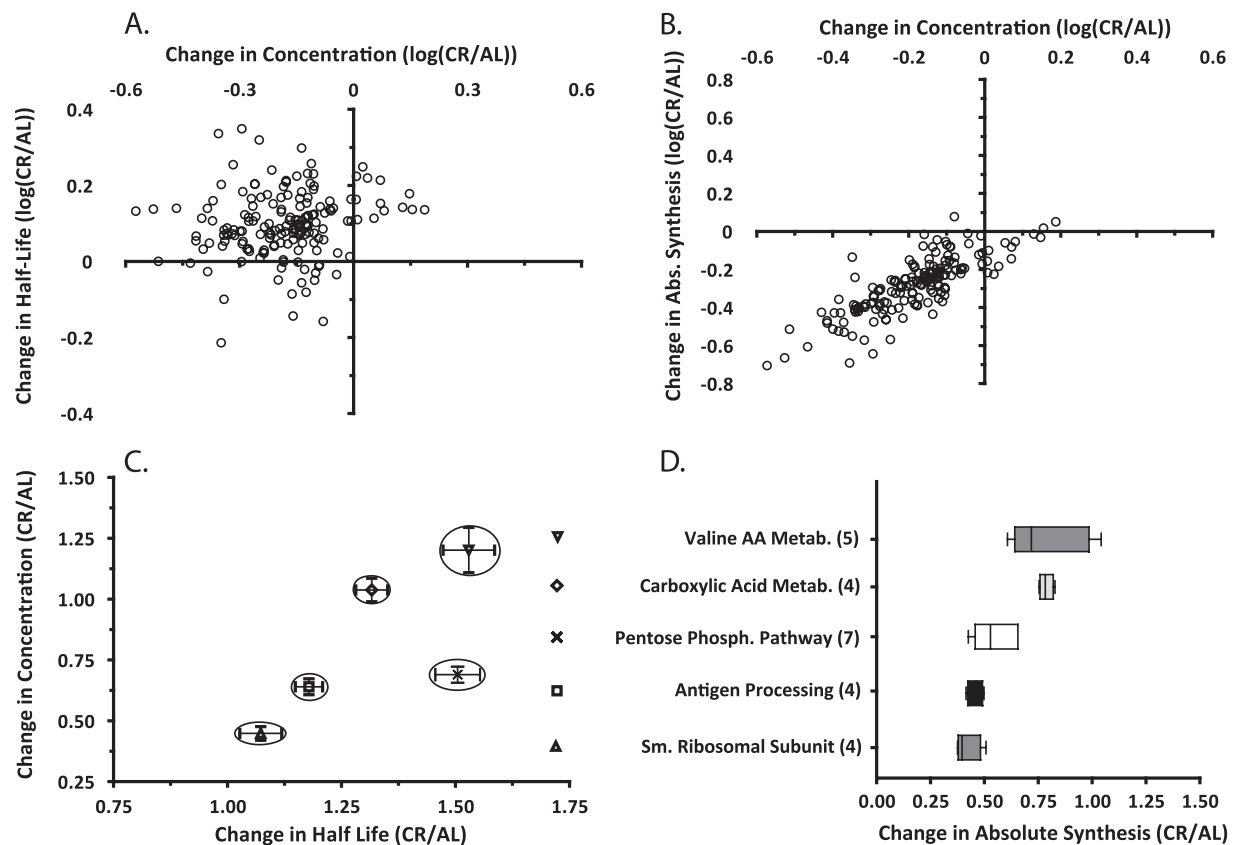 A.
Change in Concentration (log(CR/AL))
-0.6 -0.3 0 0.3 0.6
Change in Half-Life (log(CR/AL))
0.4
0.2
0
-0.2
-0.4
B.
Change in Concentration (log(CR/AL))
-0.6 -0.4 -0.2 0 0.2 0.4 0.6
Change in Abs. Synthesis (log(CR/AL))
0.8
0.6
0.4
0.2
0
-0.2
-0.4
-0.6
-0.8
C.
Change in Concentration (CR/AL)
1.50
1.25
1.00
0.75
0.50
0.25
0.75 1.00 1.25 1.50 1.75
Change in Half Life (CR/AL)
D.
Valine AA Metab. (5)
Carboxylic Acid Metab. (4)
Pentose Phosph. Pathway (7)
Antigen Processing (4)
Sm. Ribosomal Subunit (4)
0.00 0.25 0.50 0.75 1.00 1.25 1.50
Change in Absolute Synthesis (CR/AL)